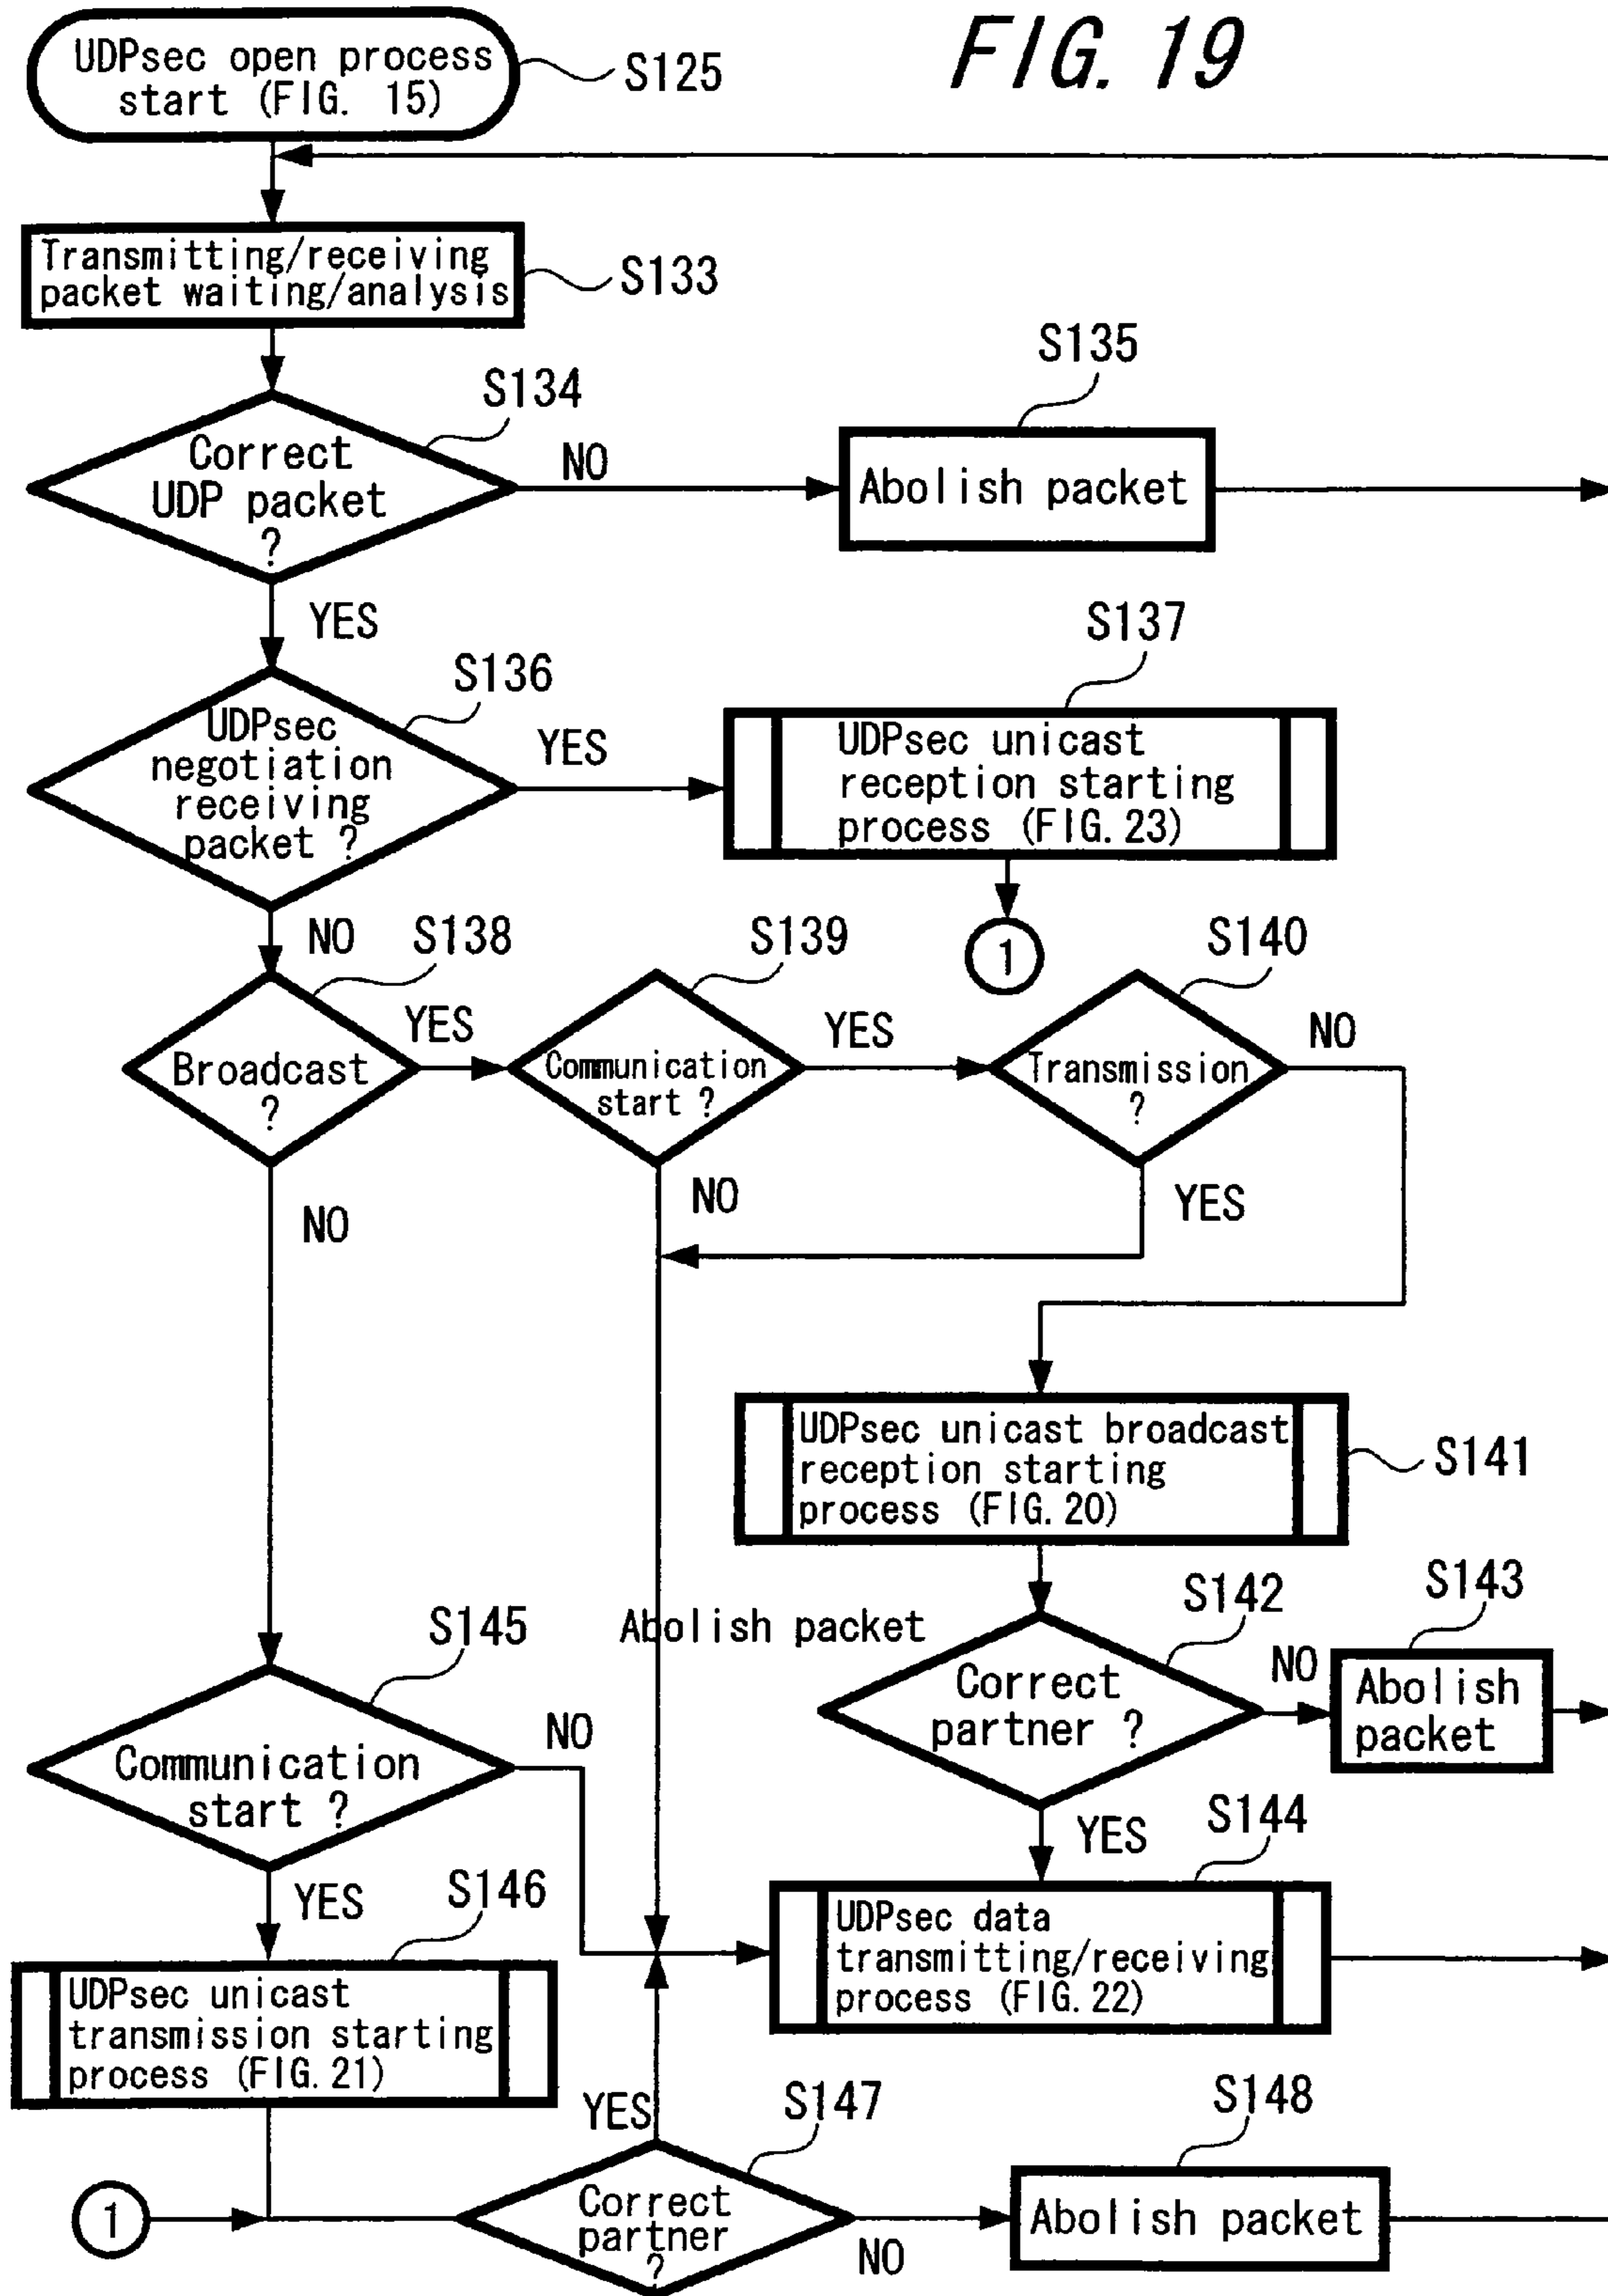 FIG. 19
UDPsec open process
start (FIG. 15)
S125
Transmitting/receiving
packet waiting/analysis
S133
S134
Correct
UDP packet
?
NO
S135
Abolish packet
YES
S136
UDPsec
negotiation
receiving
packet ?
YES
S137
UDPsec unicast
reception starting
process (FIG. 23)
1
NO
S138
Broadcast
?
YES
S139
Communication
start ?
YES
S140
Transmission
?
NO
NO
NO
YES
UDPsec unicast broadcast
reception starting
process (FIG. 20)
S141
Abolish packet
S142
Correct
partner ?
NO
S143
Abolish
packet
S145
Communication
start ?
NO
YES
S144
UDPsec data
transmitting/receiving
process (FIG. 22)
YES
S146
UDPsec unicast
transmission starting
process (FIG. 21)
YES
S147
Correct
partner
?
1
NO
S148
Abolish packet